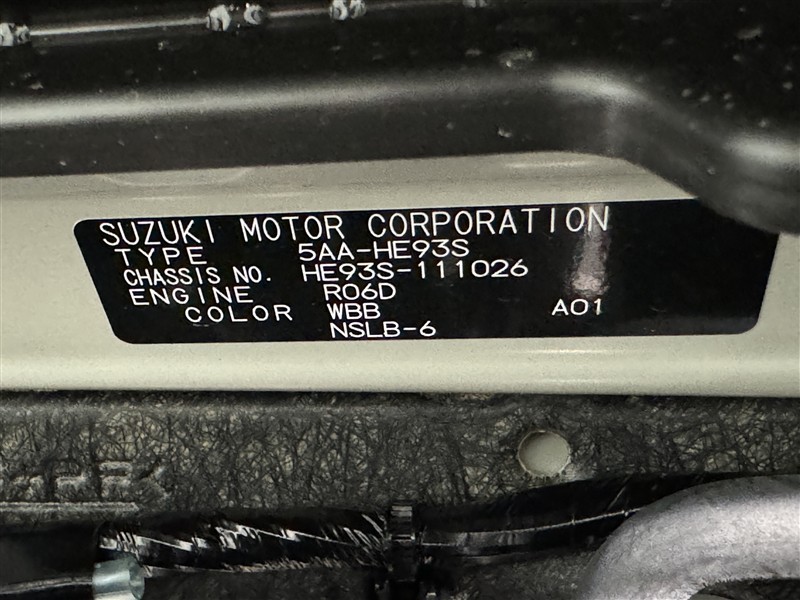 SUZUKI MOTOR CORPORATION
TYPE 5AA-HE93S
CHASSIS NO. HE93S-111026
ENGINE R06D
COLOR WBB A01
NSLB-6